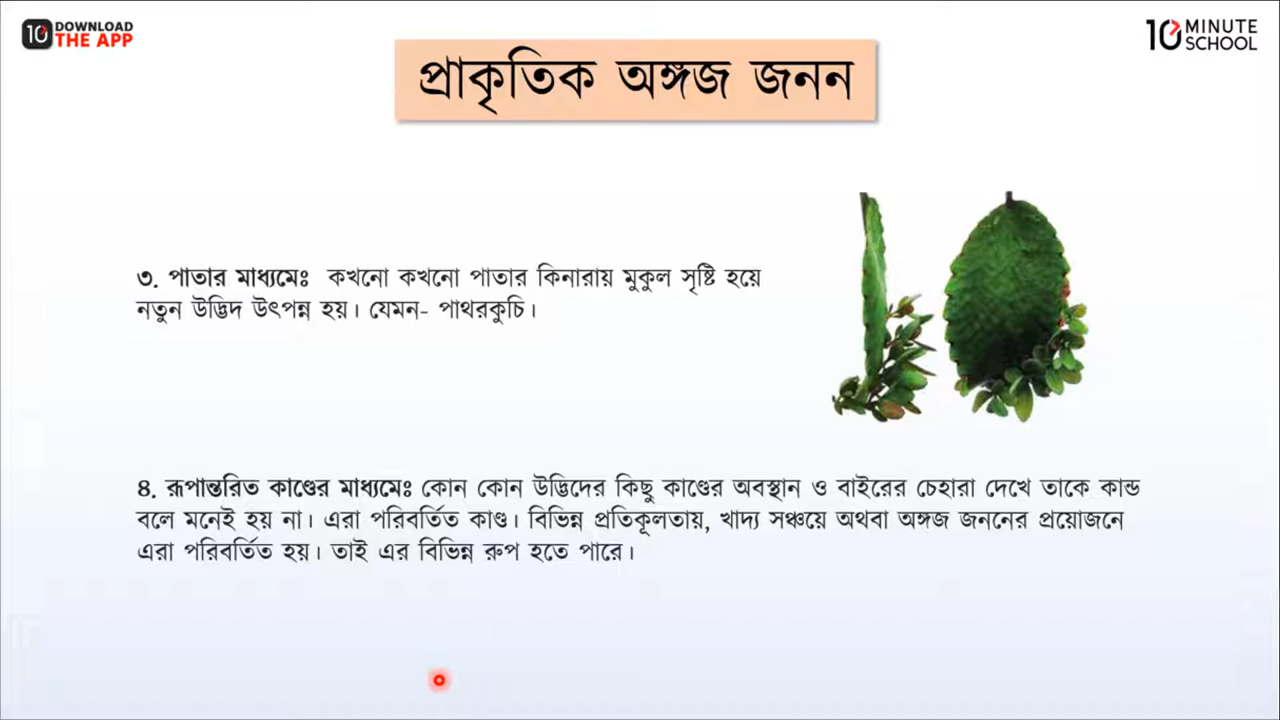 DOWNLOAD
THE APP
10 MINUTE
SCHOOL
প্রাকৃতিক অঙ্গজ জনন
৩. পাতার মাধ্যমেঃ কখনো কখনো পাতার কিনারায় মুকুল সৃষ্টি হয়ে
নতুন উদ্ভিদ উৎপন্ন হয়। যেমন- পাথরকুচি।
৪. রূপান্তরিত কাণ্ডের মাধ্যমেঃ কোন কোন উদ্ভিদের কিছু কাণ্ডের অবস্থান ও বাইরের চেহারা দেখে তাকে কান্ড
বলে মনেই হয় না। এরা পরিবর্তিত কাণ্ড। বিভিন্ন প্রতিকূলতায়, খাদ্য সঞ্চয়ে অথবা অঙ্গজ জননের প্রয়োজনে
এরা পরিবর্তিত হয়। তাই এর বিভিন্ন রুপ হতে পারে।